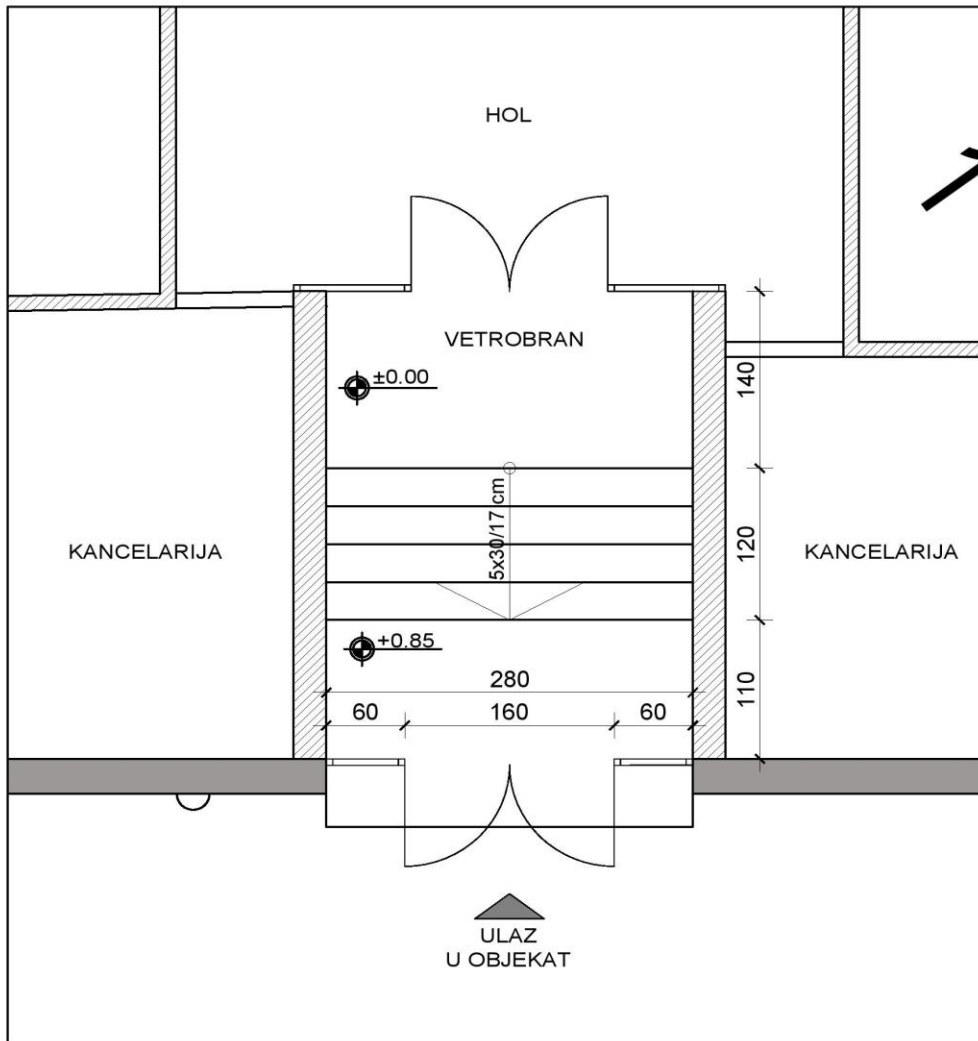 HOL
VETROBRAN
±0.00
140
5x30/17 cm
120
KANCELARIJA
KANCELARIJA
+0.85
110
280
60
160
60
ULAZ
U OBJEKAT